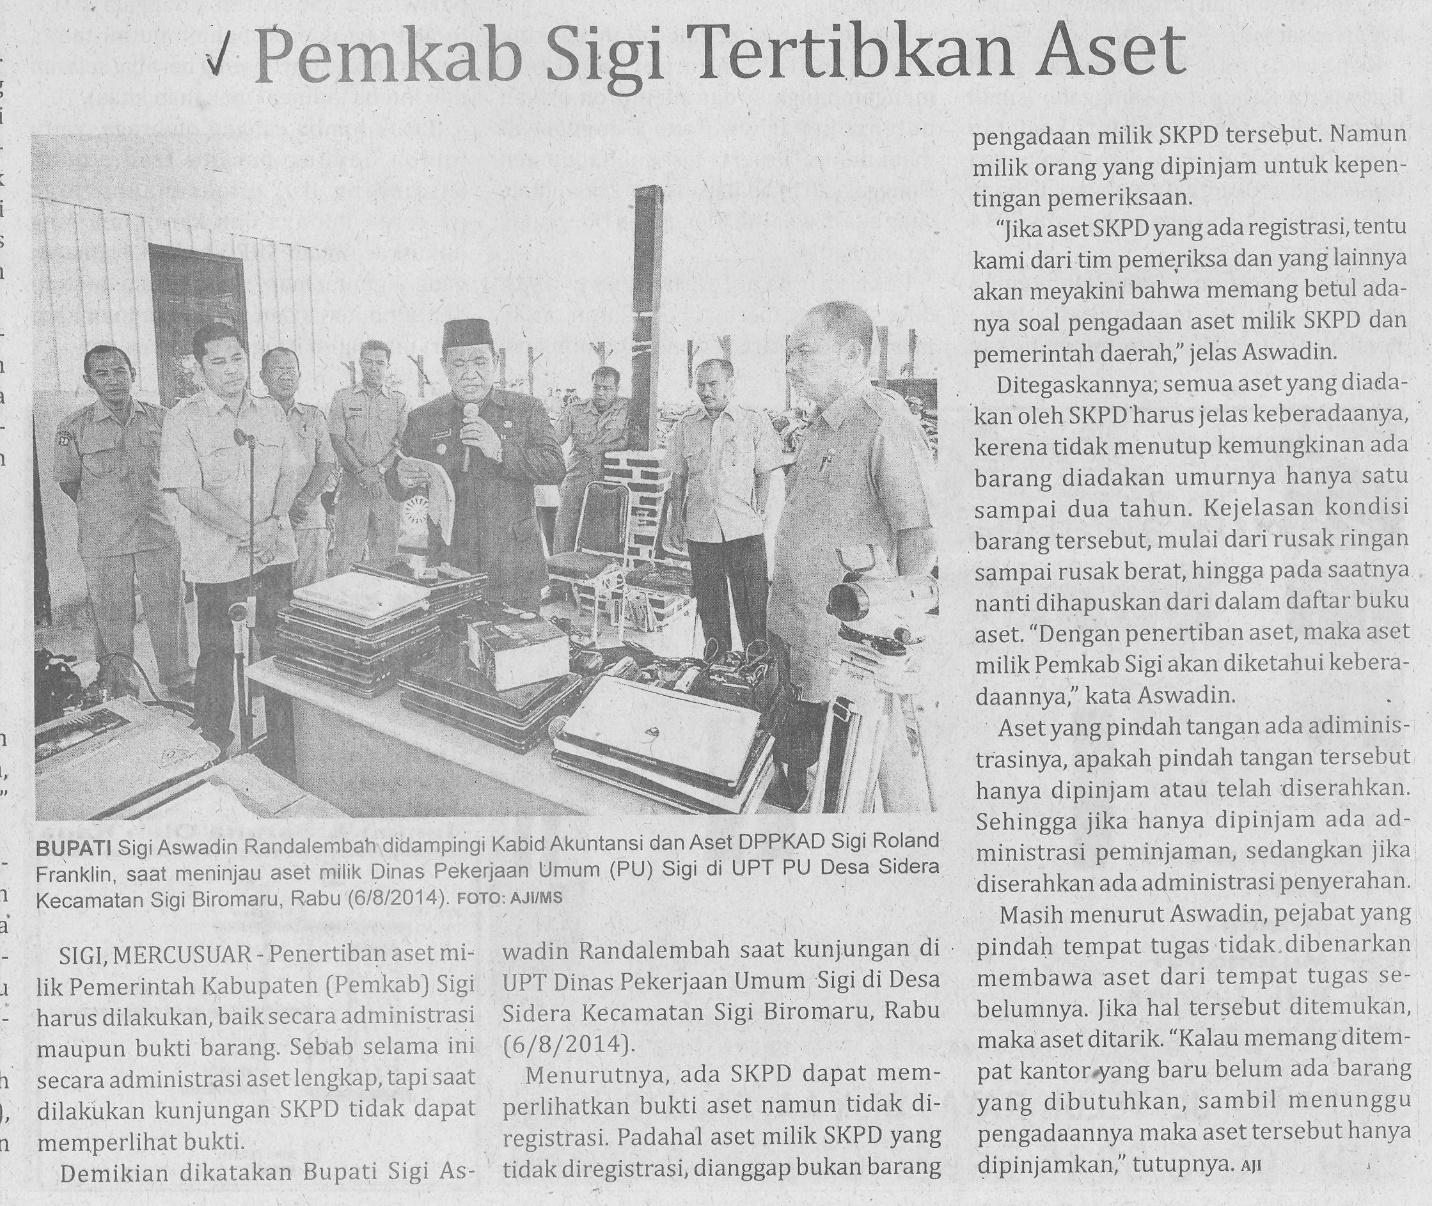 Pemkab Sigi Tertibkan Aset
BUPATI Sigi Aswadin Randalembah didampingi Kabid Akuntansi dan Aset DPPKAD Sigi Roland
Franklin, saat meninjau aset milik Dinas Pekerjaan Umum (PU) Sigi di UPT PU Desa Sidera
Kecamatan Sigi Biromaru, Rabu (6/8/2014). FOTO: AJI/MS
SIGI, MERCUSUAR - Penertiban aset mi-
lik Pemerintah Kabupaten (Pemkab) Sigi
harus dilakukan, baik secara administrasi
maupun bukti barang. Sebab selama ini
secara administrasi aset lengkap, tapi saat
dilakukan kunjungan SKPD tidak dapat
memperlihat bukti.
Demikian dikatakan Bupati Sigi As-
wadin Randalembah saat kunjungan di
UPT Dinas Pekerjaan Umum Sigi di Desa
Sidera Kecamatan Sigi Biromaru, Rabu
(6/8/2014).
Menurutnya, ada SKPD dapat mem-
perlihatkan bukti aset namun tidak di-
registrasi. Padahal aset milik SKPD yang
tidak diregistrasi, dianggap bukan barang
pengadaan milik SKPD tersebut. Namun
milik orang yang dipinjam untuk kepen-
tingan pemeriksaan.
“Jika aset SKPD yang ada registrasi, tentu
kami dari tim pemeriksa dan yang lainnya
akan meyakini bahwa memang betul ada-
nya soal pengadaan aset milik SKPD dan
pemerintah daerah,” jelas Aswadin.
Ditegaskannya; semua aset yang diada-
kan oleh SKPD harus jelas keberadaanya,
kerena tidak menutup kemungkinan ada
barang diadakan umurnya hanya satu
sampai dua tahun. Kejelasan kondisi
barang tersebut, mulai dari rusak ringan
sampai rusak berat, hingga pada saatnya
nanti dihapuskan dari dalam daftar buku
aset. “Dengan penertiban aset, maka aset
milik Pemkab Sigi akan diketahui kebera-
daannya,” kata Aswadin.
Aset yang pindah tangan ada adiminis-
trasinya, apakah pindah tangan tersebut
hanya dipinjam atau telah diserahkan.
Sehingga jika hanya dipinjam ada ad-
ministrasi peminjaman, sedangkan jika
diserahkan ada administrasi penyerahan.
Masih menurut Aswadin, pejabat yang
pindah tempat tugas tidak dibenarkan
membawa aset dari tempat tugas se-
belumnya. Jika hal tersebut ditemukan,
maka aset ditarik. “Kalau memang ditem-
pat kantor yang baru belum ada barang
yang dibutuhkan, sambil menunggu
pengadaannya maka aset tersebut hanya
dipinjamkan,” tutupnya. AJI